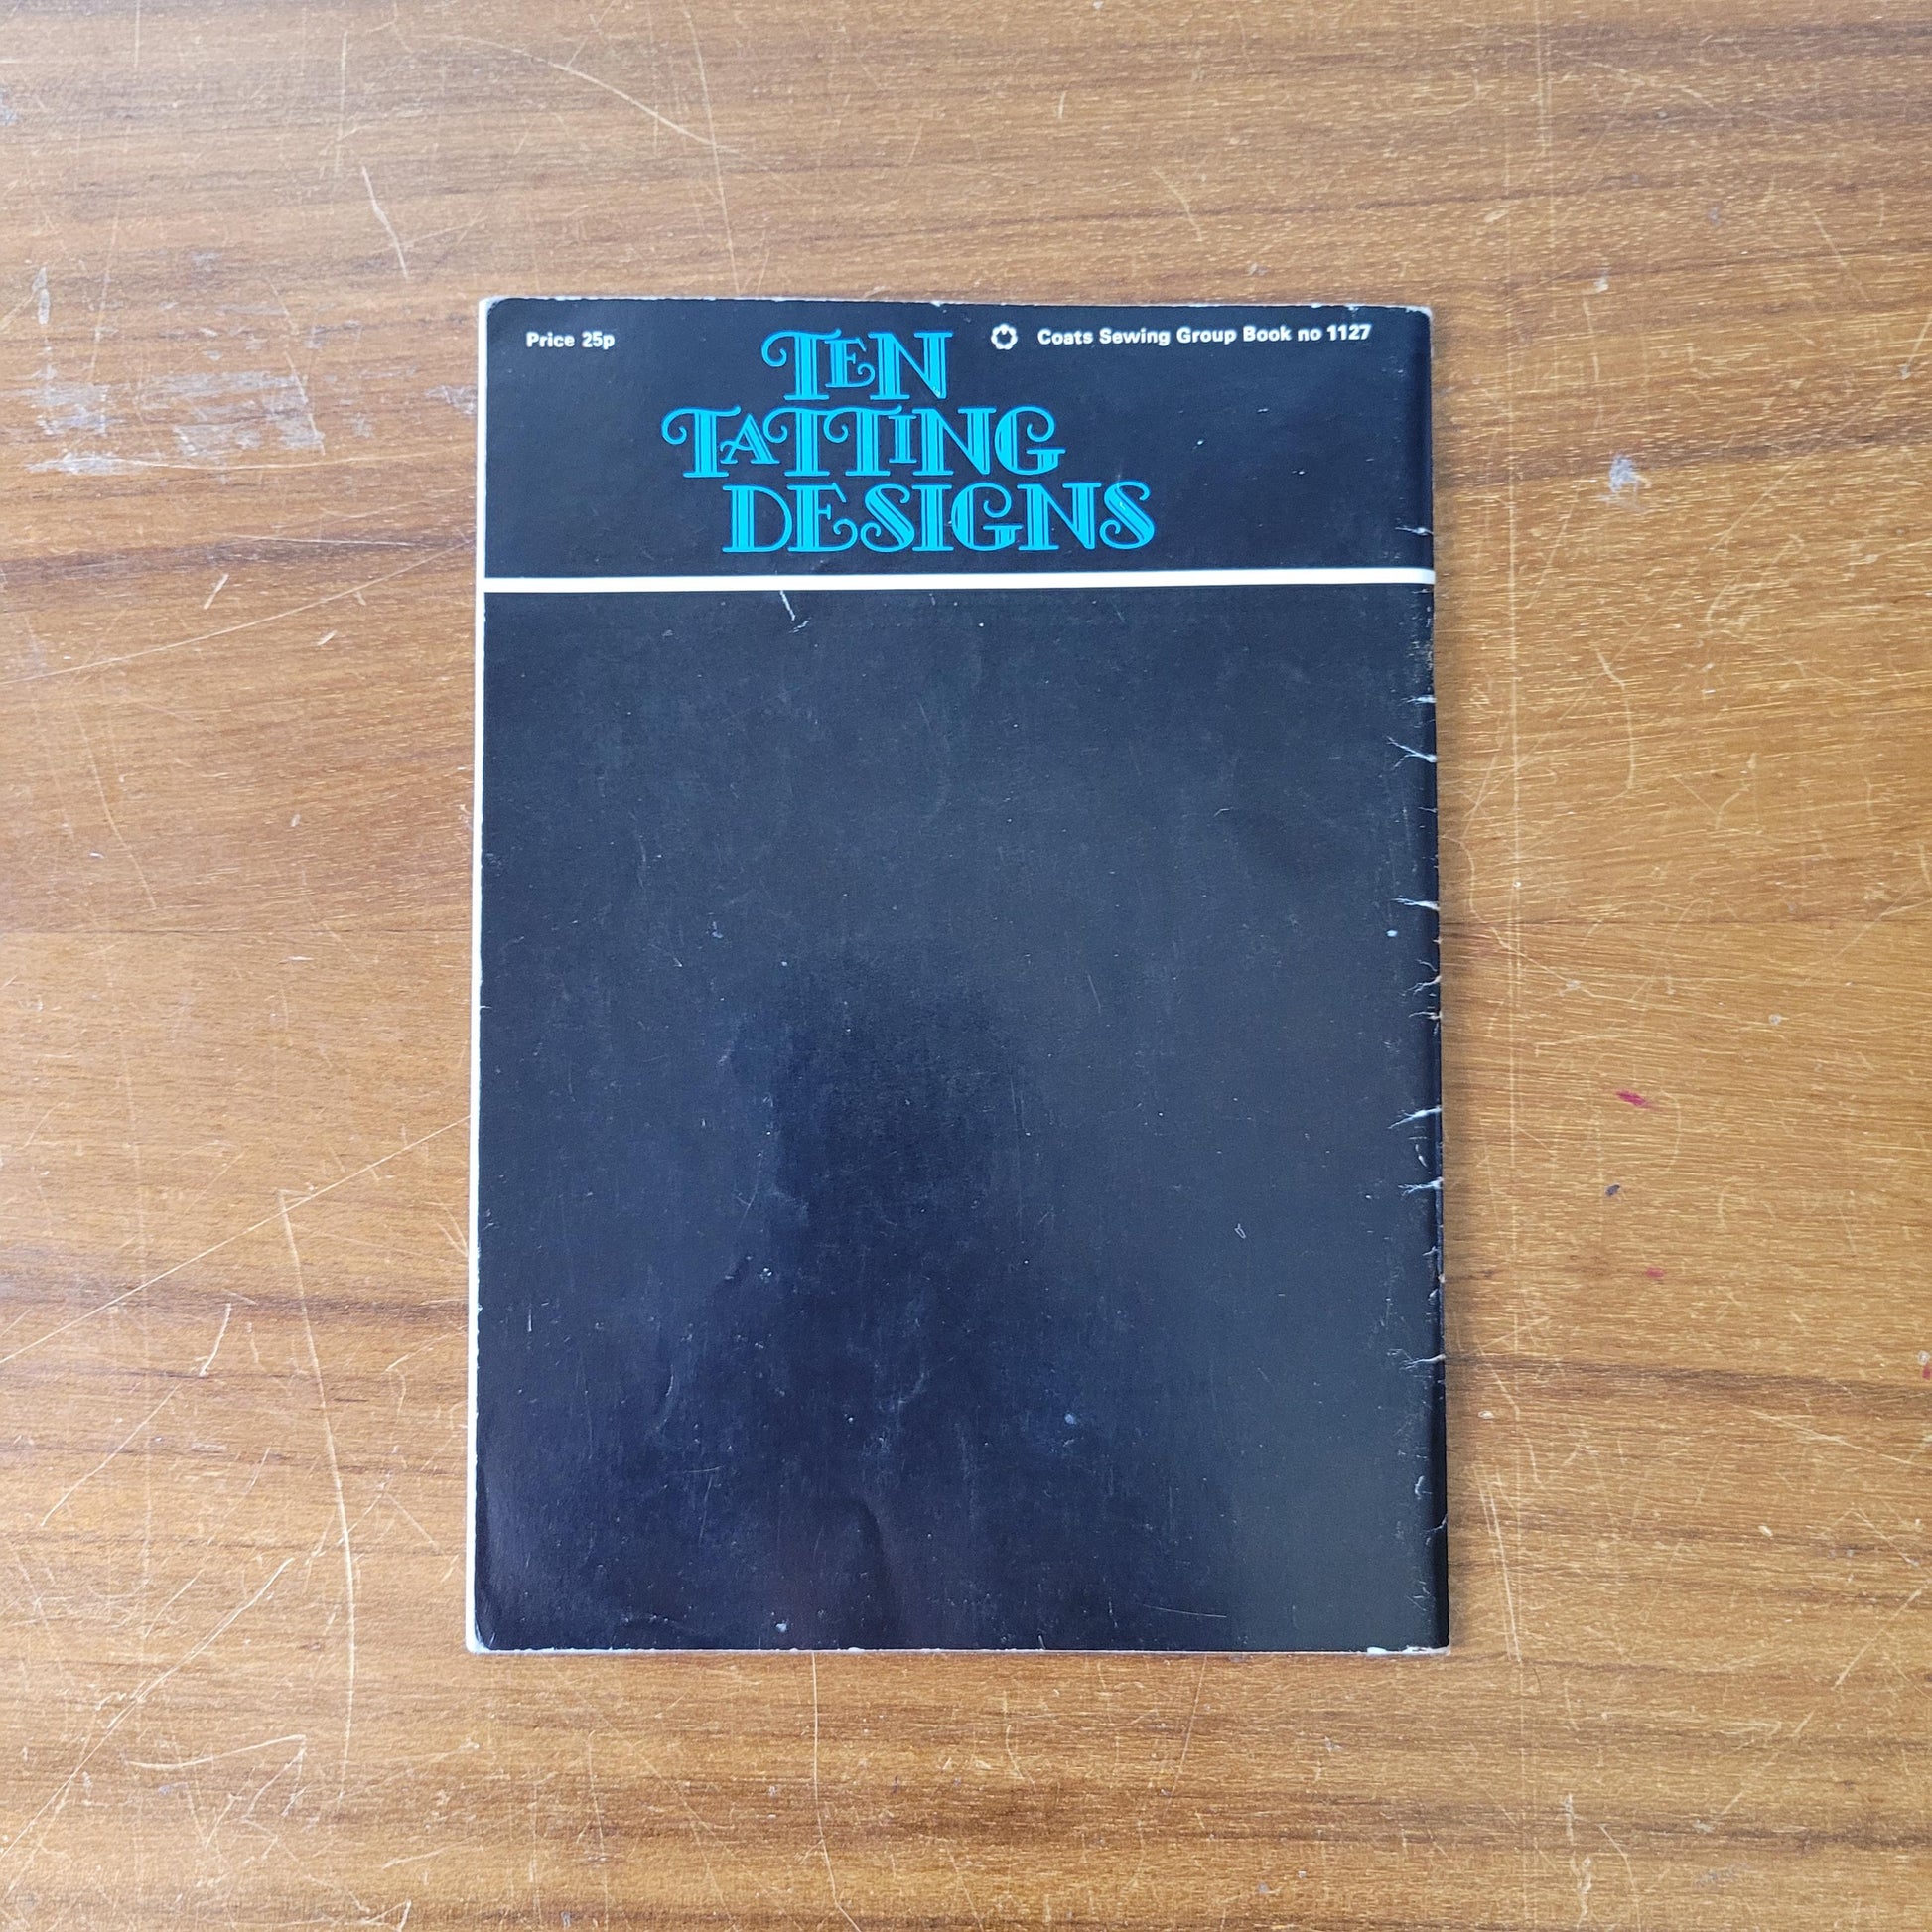 Price 25p
TEN
TATTING
DESIGNS
Coats Sewing Group Book no 1127